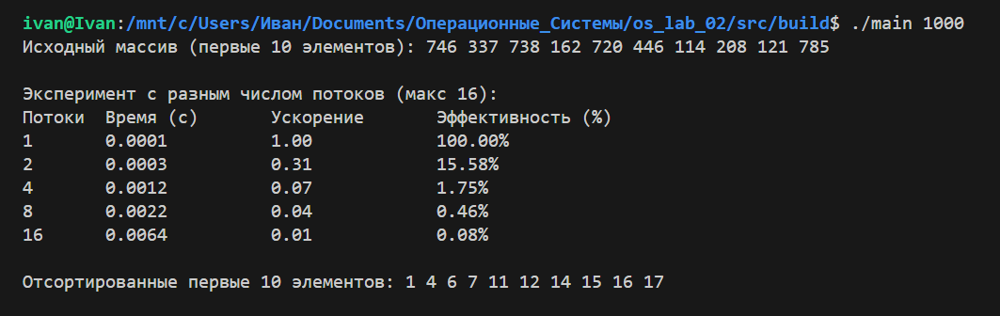 ivan@Ivan:/mnt/c/Users/Иван/Documents/Операционные_Системы/os_lab_02/src/build$ ./main 1000
Исходный массив (первые 10 элементов): 746 337 738 162 720 446 114 208 121 785
Эксперимент с разным числом потоков (макс 16):
Потоки Время (с) Ускорение Эффективность (%)
1 0.0001 1.00 100.00%
2 0.0003 0.31 15.58%
4 0.0012 0.07 1.75%
8 0.0022 0.04 0.46%
16 0.0064 0.01 0.08%
Отсортированные первые 10 элементов: 1 4 6 7 11 12 14 15 16 17